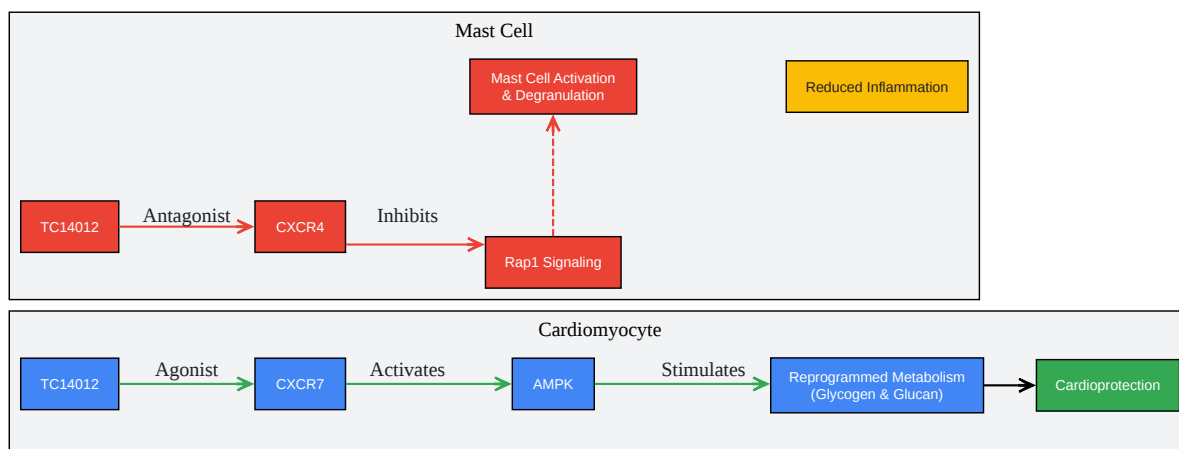 Mast Cell
Mast Cell Activation
& Degranulation
Reduced Inflammation
TC14012
Antagonist
CXCR4
Inhibits
Rap1 Signaling
Cardiomyocyte
TC14012
Agonist
CXCR7
Activates
AMPK
Stimulates
Reprogrammed Metabolism
(Glycogen & Glucan)
Cardioprotection